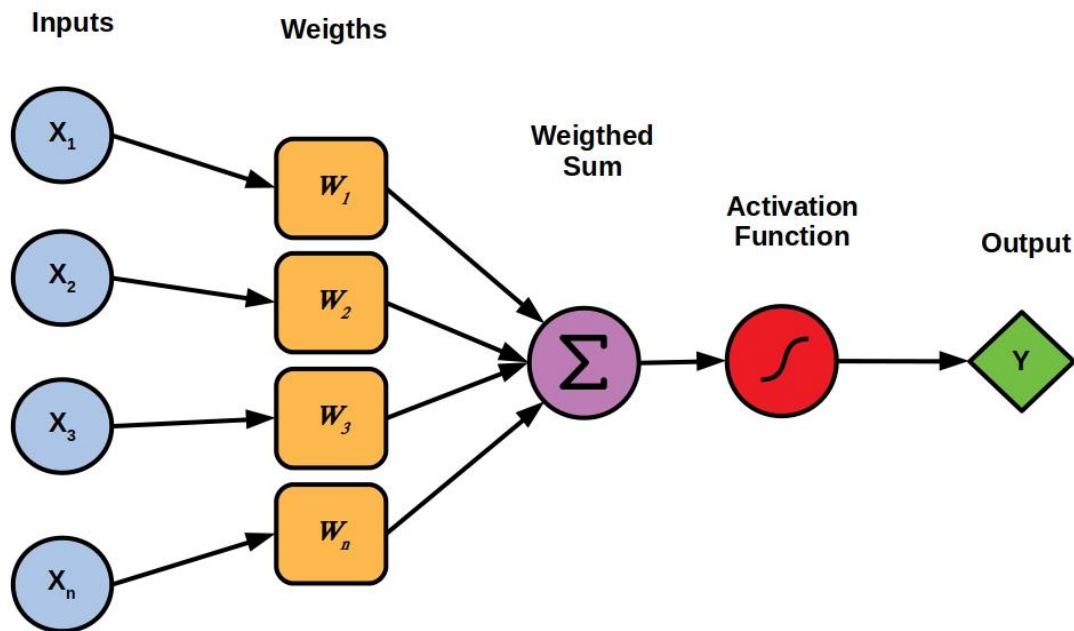 Inputs
Weigths
Weigthed
Sum
Activation
Function
Output
X₁
W₁
X₂
W₂
Σ
Y
X₃
W₃
Xₙ
Wₙ